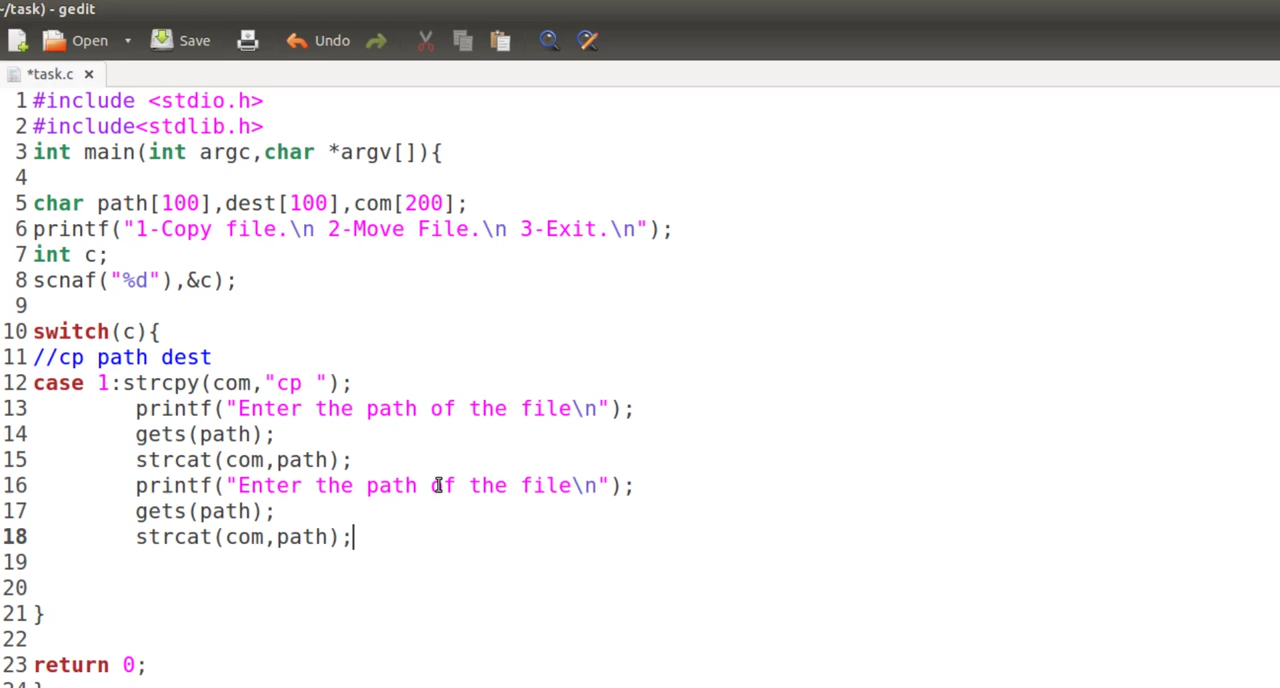 ~/task) - gedit
Open Save Undo
*task.c ×
1 #include <stdio.h>
2 #include<stdlib.h>
3 int main(int argc,char *argv[]){
4
5 char path[100],dest[100],com[200];
6 printf("1-Copy file.\n 2-Move File.\n 3-Exit.\n");
7 int c;
8 scnaf("%d"),&c);
9
10 switch(c){
11 //cp path dest
12 case 1:strcpy(com,"cp ");
13 printf("Enter the path of the file\n");
14 gets(path);
15 strcat(com,path);
16 printf("Enter the path of the file\n");
17 gets(path);
18 strcat(com,path);
19
20
21 }
22
23 return 0;
24 }